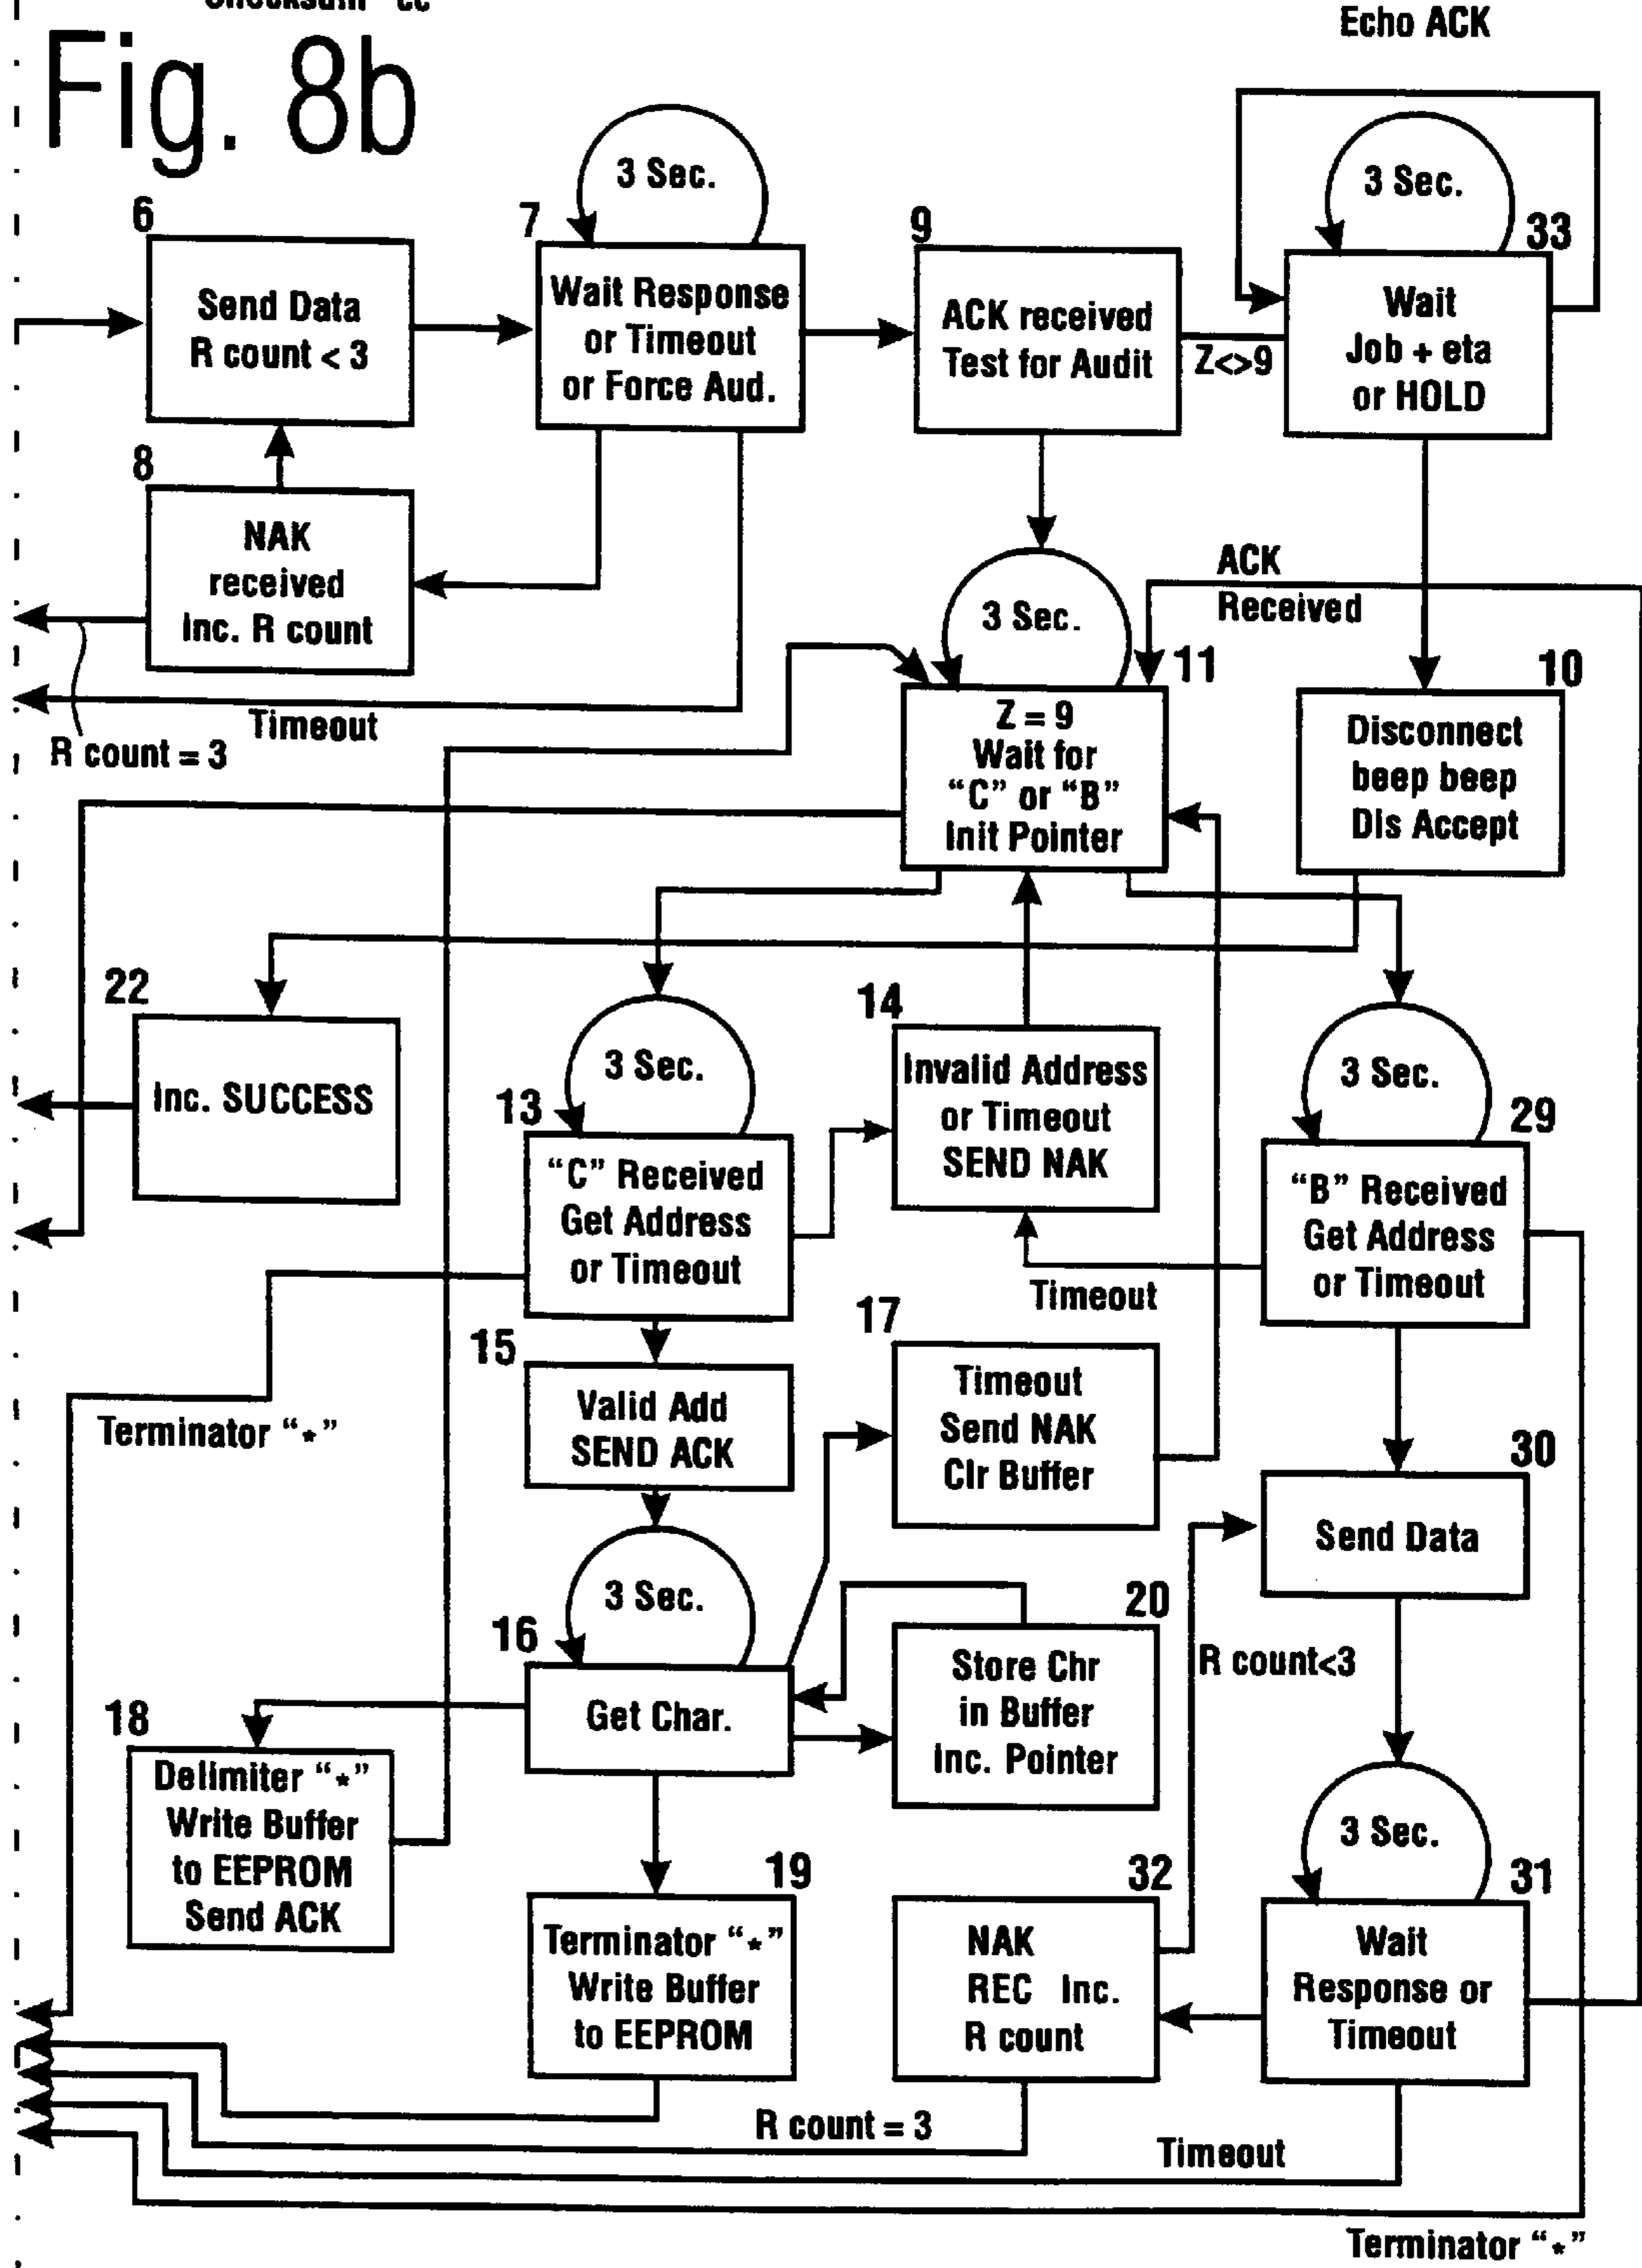 Checksum "cc"
Fig. 8b
Echo ACK
3 Sec.
3 Sec.
6
7
9
33
Send Data
R count < 3
Wait Response
or Timeout
or Force Aud.
ACK received
Test for Audit
Z<>9
Wait
Job + eta
or HOLD
8
NAK
received
Inc. R count
R count = 3
Timeout
3 Sec.
ACK
Received
11
Z = 9
Wait for
“C” or “B”
Init Pointer
10
Disconnect
beep beep
Dis Accept
22
Inc. SUCCESS
3 Sec.
13
“C” Received
Get Address
or Timeout
14
Invalid Address
or Timeout
SEND NAK
3 Sec.
29
“B” Received
Get Address
or Timeout
Timeout
Terminator “*”
15
Valid Add
SEND ACK
17
Timeout
Send NAK
Clr Buffer
30
Send Data
3 Sec.
16
Get Char.
20
Store Chr
in Buffer
Inc. Pointer
R count<3
18
Delimiter “*”
Write Buffer
to EEPROM
Send ACK
19
Terminator “*”
Write Buffer
to EEPROM
32
NAK
REC Inc.
R count
3 Sec.
31
Wait
Response or
Timeout
R count = 3
Timeout
Terminator “*”